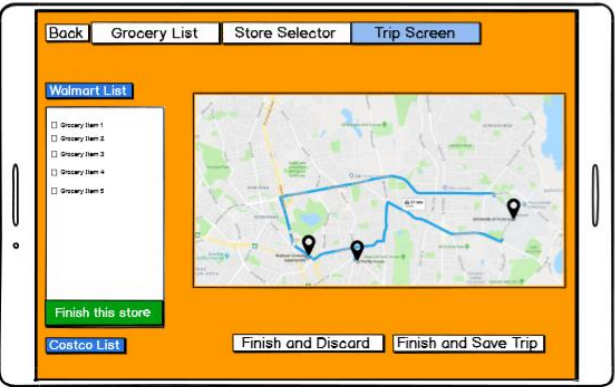 Back Grocery List Store Selector Trip Screen
Walmart List
Grocery Item 1
Grocery Item 2
Grocery Item 3
Grocery Item 4
Grocery Item 5
Finish this store
Costco List
Finish and Discard Finish and Save Trip